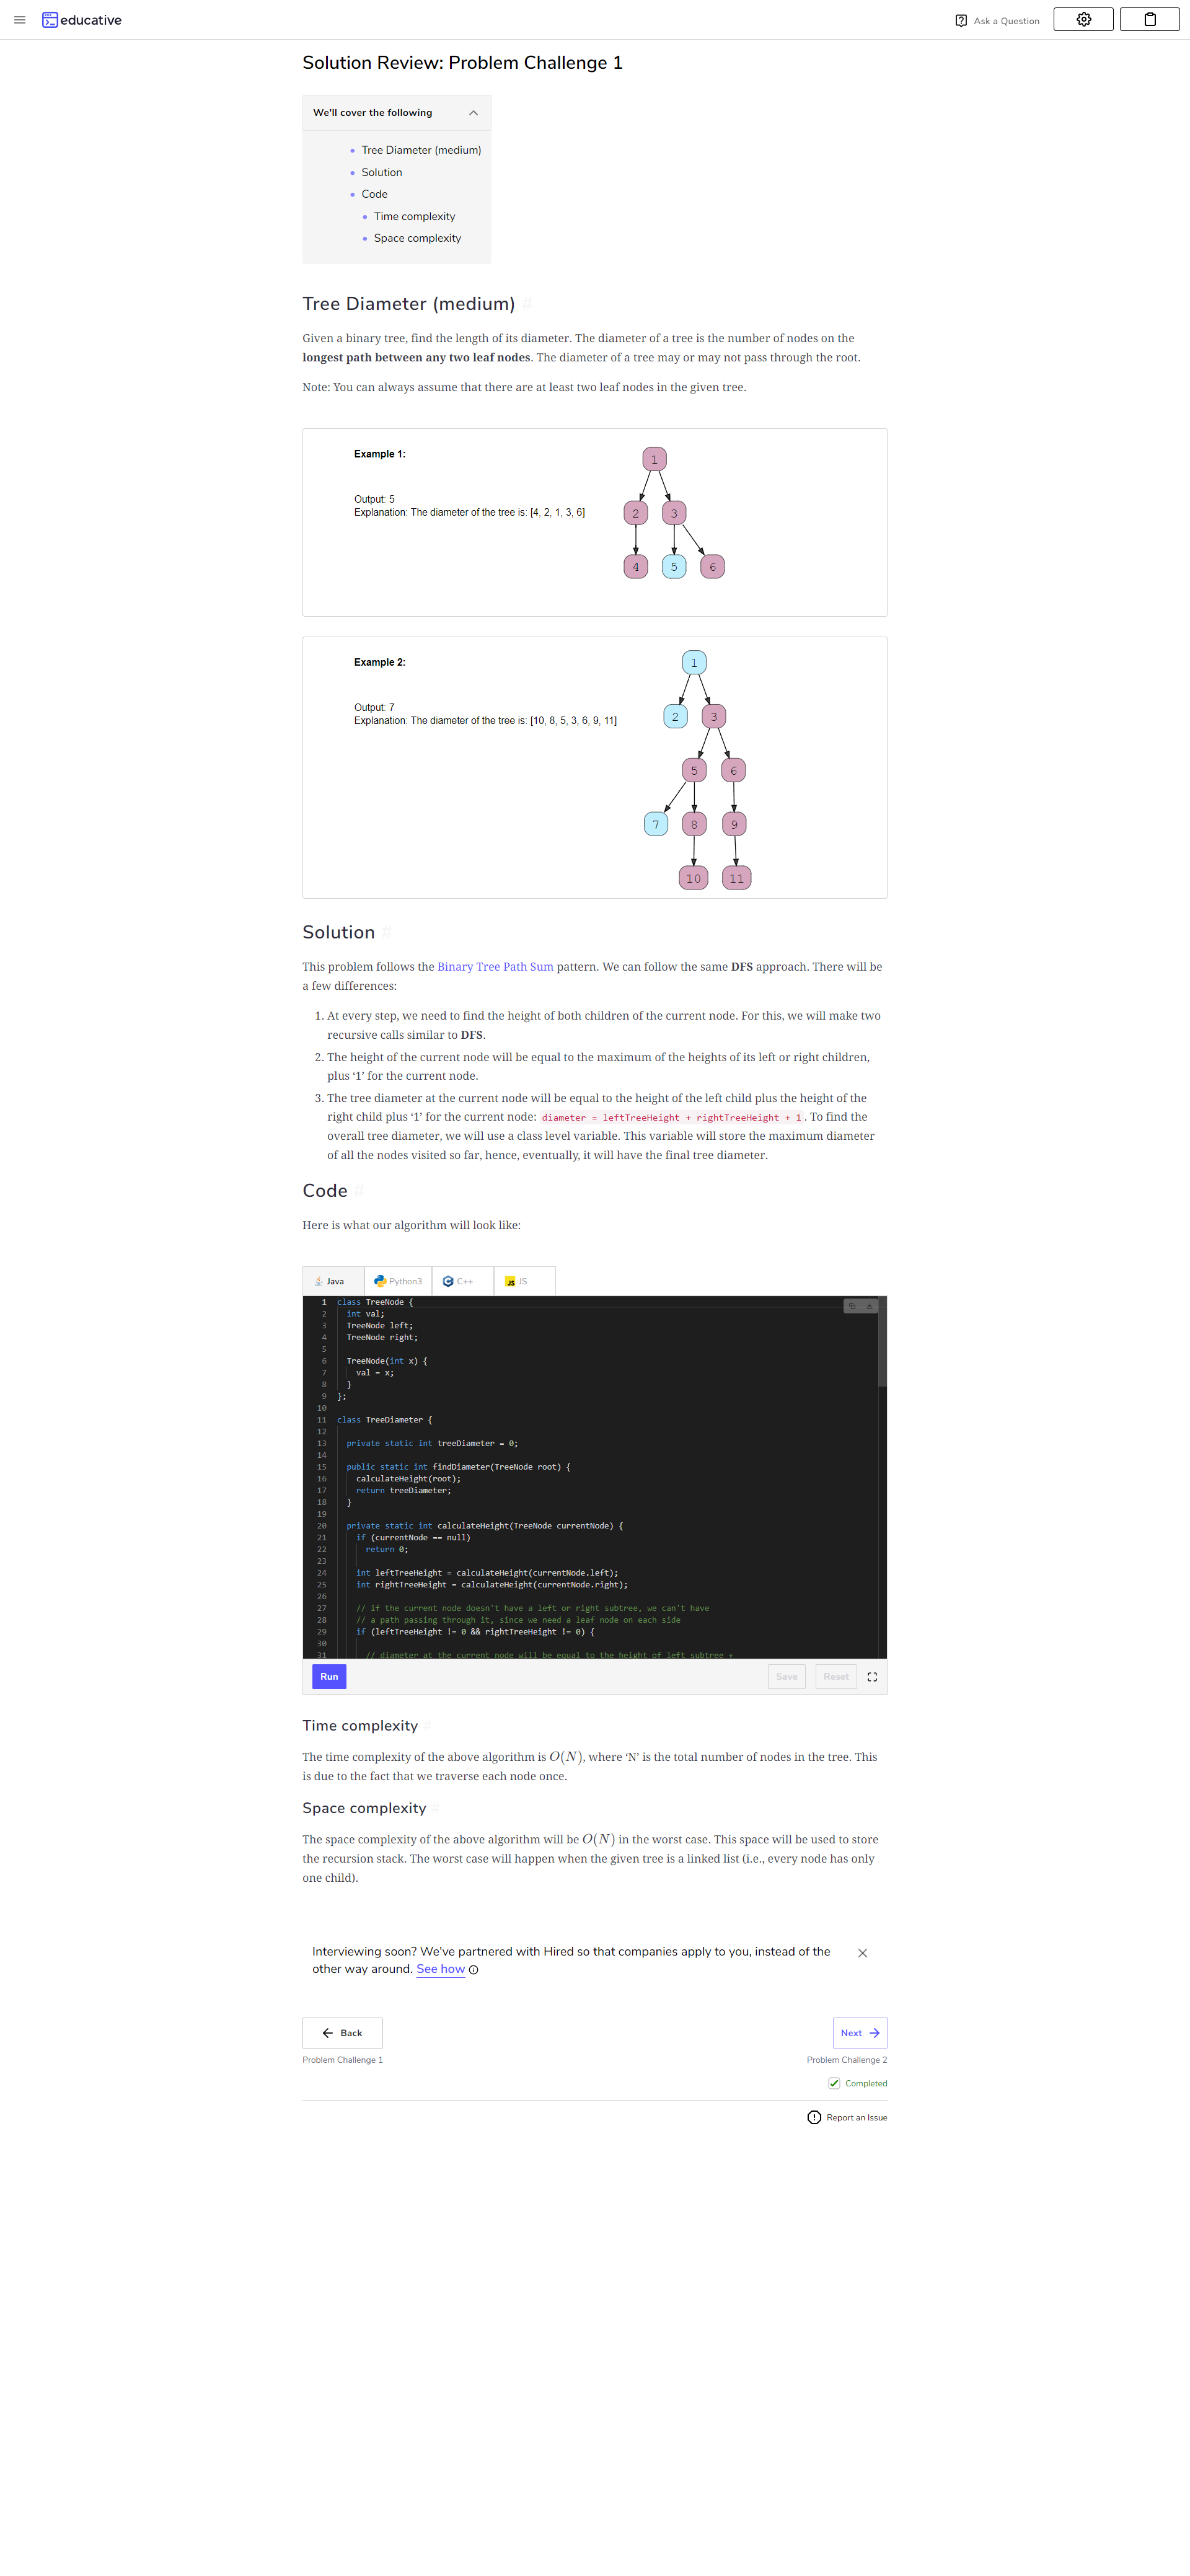 educative
Ask a Question
Solution Review: Problem Challenge 1
We'll cover the following
Tree Diameter (medium)
Solution
Code
Time complexity
Space complexity
Tree Diameter (medium) #
Given a binary tree, find the length of its diameter. The diameter of a tree is the number of nodes on the
longest path between any two leaf nodes. The diameter of a tree may or may not pass through the root.
Note: You can always assume that there are at least two leaf nodes in the given tree.
Example 1:
Output: 5
Explanation: The diameter of the tree is: [4, 2, 1, 3, 6]
1
2 3
4 5 6
Example 2:
Output: 7
Explanation: The diameter of the tree is: [10, 8, 5, 3, 6, 9, 11]
1
2 3
5 6
7 8 9
10 11
Solution #
This problem follows the Binary Tree Path Sum pattern. We can follow the same DFS approach. There will be
a few differences:
1. At every step, we need to find the height of both children of the current node. For this, we will make two
recursive calls similar to DFS.
2. The height of the current node will be equal to the maximum of the heights of its left or right children,
plus ‘1’ for the current node.
3. The tree diameter at the current node will be equal to the height of the left child plus the height of the
right child plus ‘1’ for the current node: diameter = leftTreeHeight + rightTreeHeight + 1. To find the
overall tree diameter, we will use a class level variable. This variable will store the maximum diameter
of all the nodes visited so far, hence, eventually, it will have the final tree diameter.
Code #
Here is what our algorithm will look like:
Java Python3 C++ JS
1 class TreeNode {
2 int val;
3 TreeNode left;
4 TreeNode right;
5
6 TreeNode(int x) {
7 val = x;
8 }
9 };
10
11 class TreeDiameter {
12
13 private static int treeDiameter = 0;
14
15 public static int findDiameter(TreeNode root) {
16 calculateHeight(root);
17 return treeDiameter;
18 }
19
20 private static int calculateHeight(TreeNode currentNode) {
21 if (currentNode == null)
22 return 0;
23
24 int leftTreeHeight = calculateHeight(currentNode.left);
25 int rightTreeHeight = calculateHeight(currentNode.right);
26
27 // if the current node doesn't have a left or right subtree, we can't have
28 // a path passing through it, since we need a leaf node on each side
29 if (leftTreeHeight != 0 && rightTreeHeight != 0) {
30
31 // diameter at the current node will be equal to the height of left subtree +
Run Save Reset
Time complexity #
The time complexity of the above algorithm is O(N), where ‘N’ is the total number of nodes in the tree. This
is due to the fact that we traverse each node once.
Space complexity #
The space complexity of the above algorithm will be O(N) in the worst case. This space will be used to store
the recursion stack. The worst case will happen when the given tree is a linked list (i.e., every node has only
one child).
Interviewing soon? We've partnered with Hired so that companies apply to you, instead of the
other way around. See how
Back Next
Problem Challenge 1 Problem Challenge 2
Completed
Report an Issue